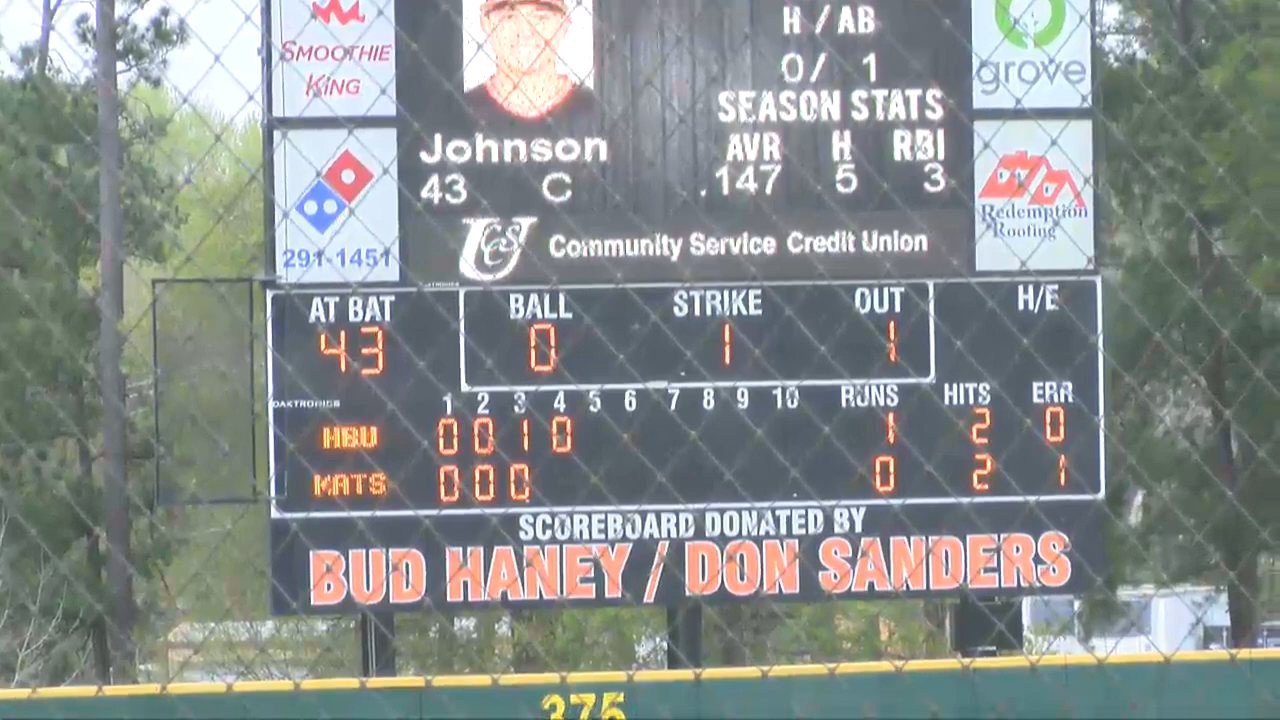 SMOOTHIE
KING
H / AB
0 / 1
grove
SEASON STATS
Johnson AVR H RBI
43 C .147 5 3
291-1451
UCCS Community Service Credit Union
Redemption
Roofing
AT BAT BALL STRIKE OUT H/E
43 0 1 1
DAKTRONICS 1 2 3 4 5 6 7 8 9 10 RUNS HITS ERR
HBU 0 0 1 0 1 2 0
KATS 0 0 0 0 2 1
SCOREBOARD DONATED BY
BUD HANEY / DON SANDERS
375